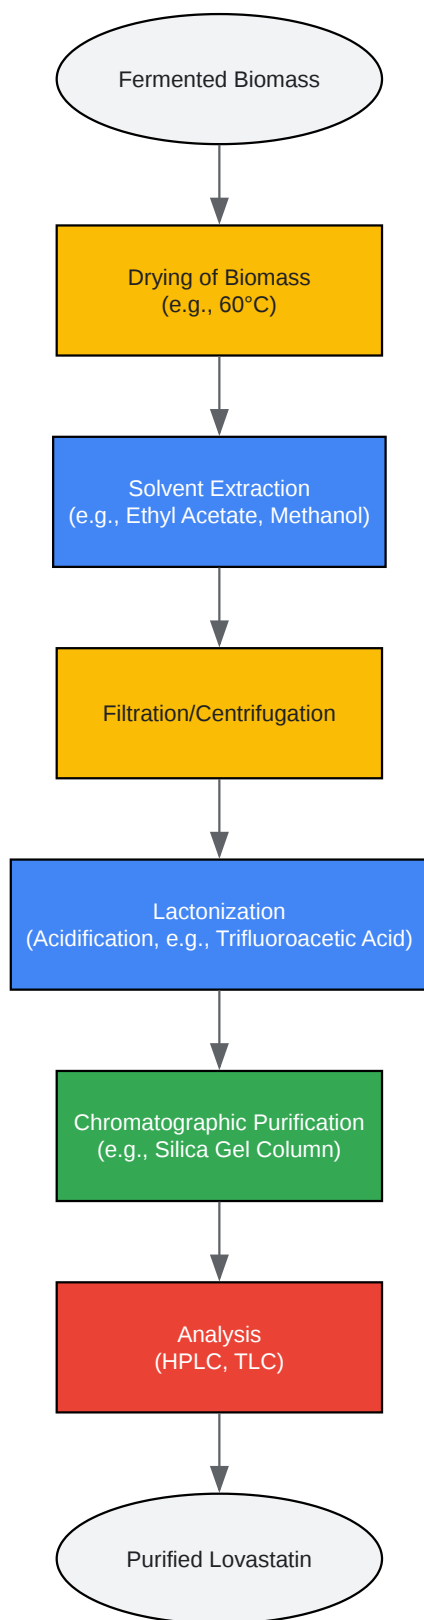 Fermented Biomass
Drying of Biomass
(e.g., 60°C)
Solvent Extraction
(e.g., Ethyl Acetate, Methanol)
Filtration/Centrifugation
Lactonization
(Acidification, e.g., Trifluoroacetic Acid)
Chromatographic Purification
(e.g., Silica Gel Column)
Analysis
(HPLC, TLC)
Purified Lovastatin